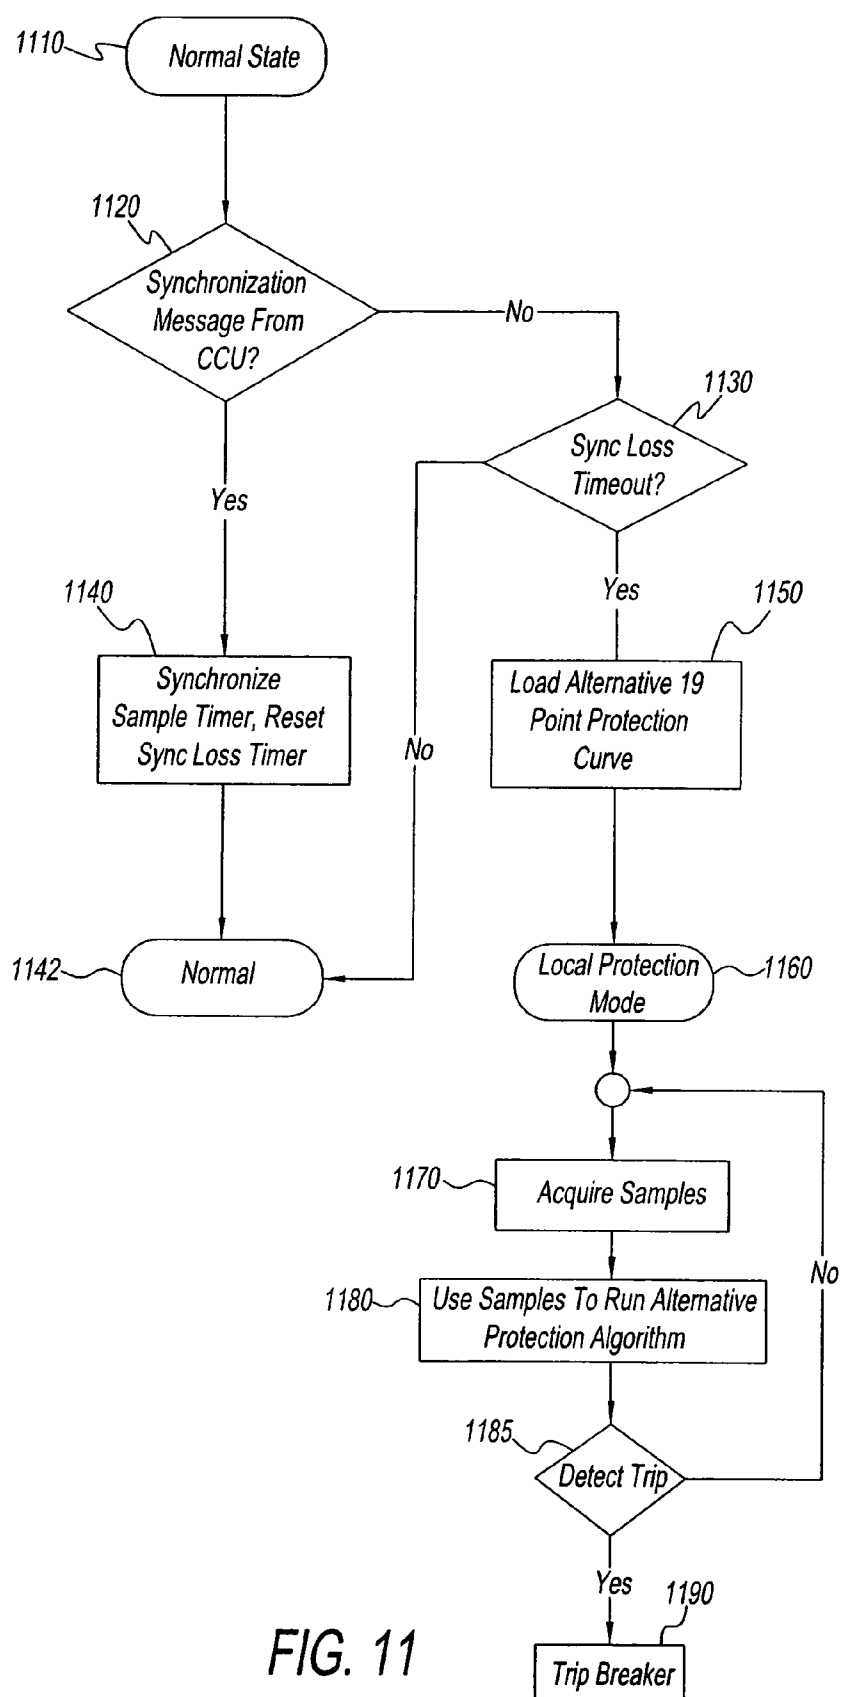 1110
Normal State
1120
Synchronization
Message From
CCU?
No
1130
Sync Loss
Timeout?
Yes
Yes
1140
Synchronize
Sample Timer, Reset
Sync Loss Timer
1150
Load Alternative 19
Point Protection
Curve
No
1142
Normal
Local Protection
Mode
1160
1170
Acquire Samples
No
1180
Use Samples To Run Alternative
Protection Algorithm
1185
Detect Trip
Yes
1190
Trip Breaker
FIG. 11